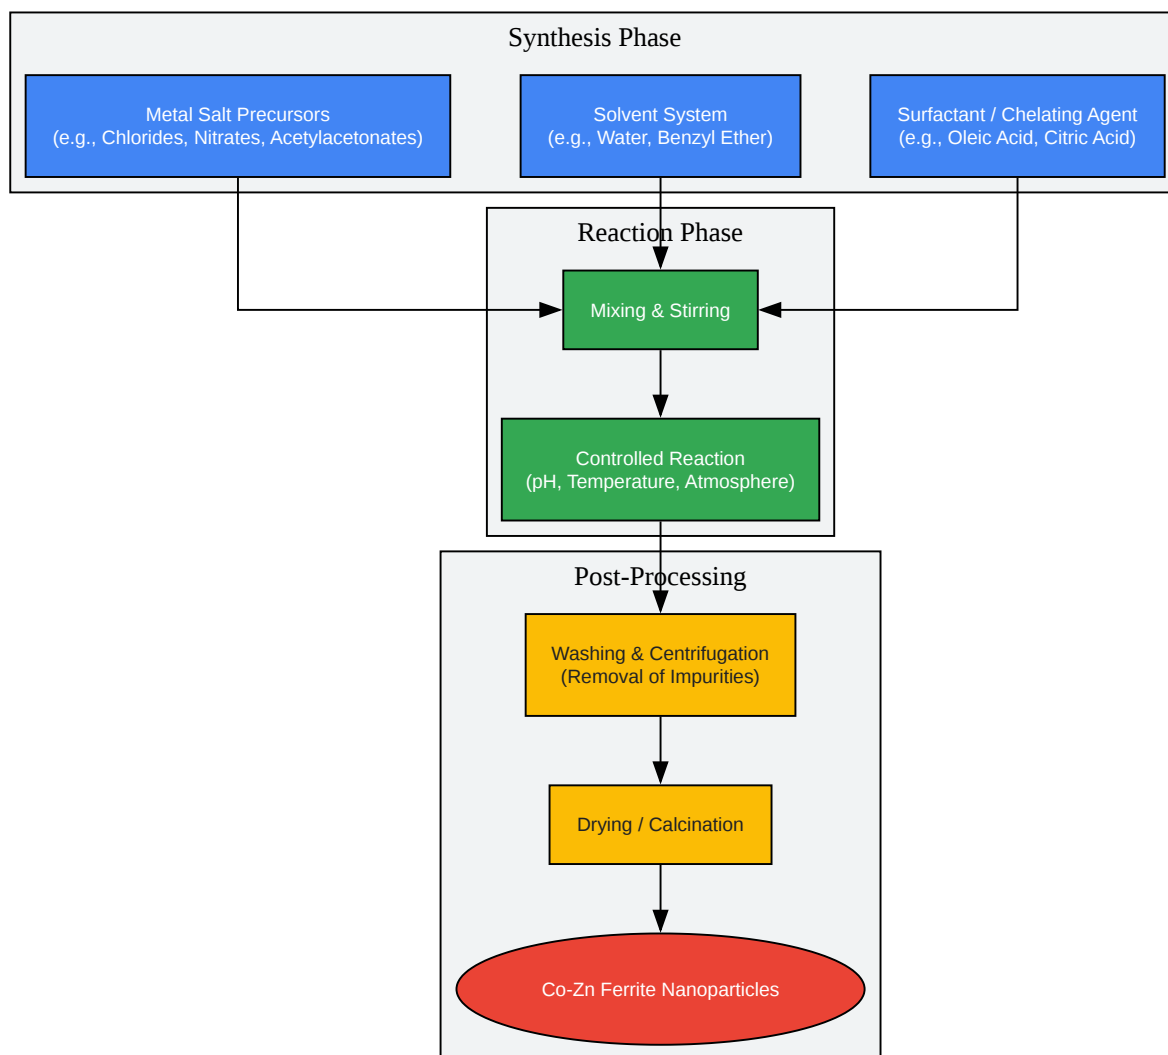 Synthesis Phase
Metal Salt Precursors
(e.g., Chlorides, Nitrates, Acetylacetonates)
Solvent System
(e.g., Water, Benzyl Ether)
Surfactant / Chelating Agent
(e.g., Oleic Acid, Citric Acid)
Reaction Phase
Mixing & Stirring
Controlled Reaction
(pH, Temperature, Atmosphere)
Post-Processing
Washing & Centrifugation
(Removal of Impurities)
Drying / Calcination
Co-Zn Ferrite Nanoparticles